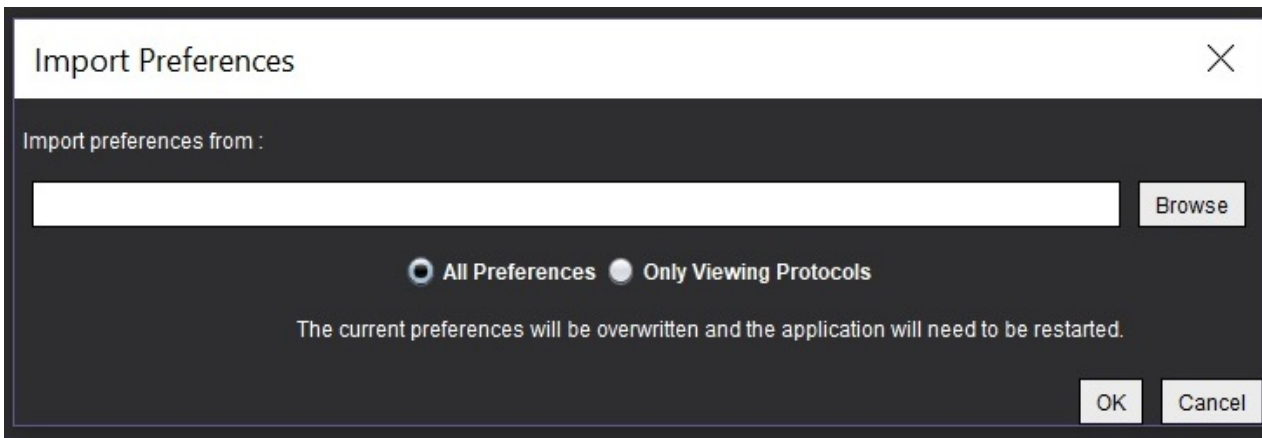 Import Preferences
Import preferences from :
Browse
All Preferences Only Viewing Protocols
The current preferences will be overwritten and the application will need to be restarted.
OK Cancel